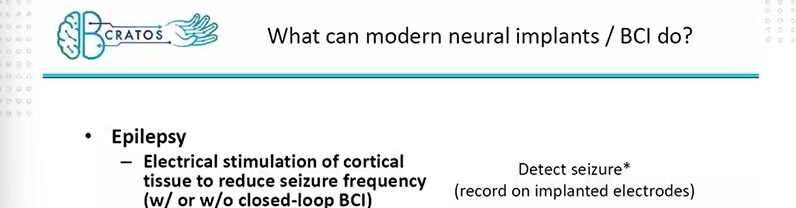 B CRATOS
What can modern neural implants / BCI do?
• Epilepsy
– Electrical stimulation of cortical
tissue to reduce seizure frequency
(w/ or w/o closed-loop BCI)
Detect seizure*
(record on implanted electrodes)